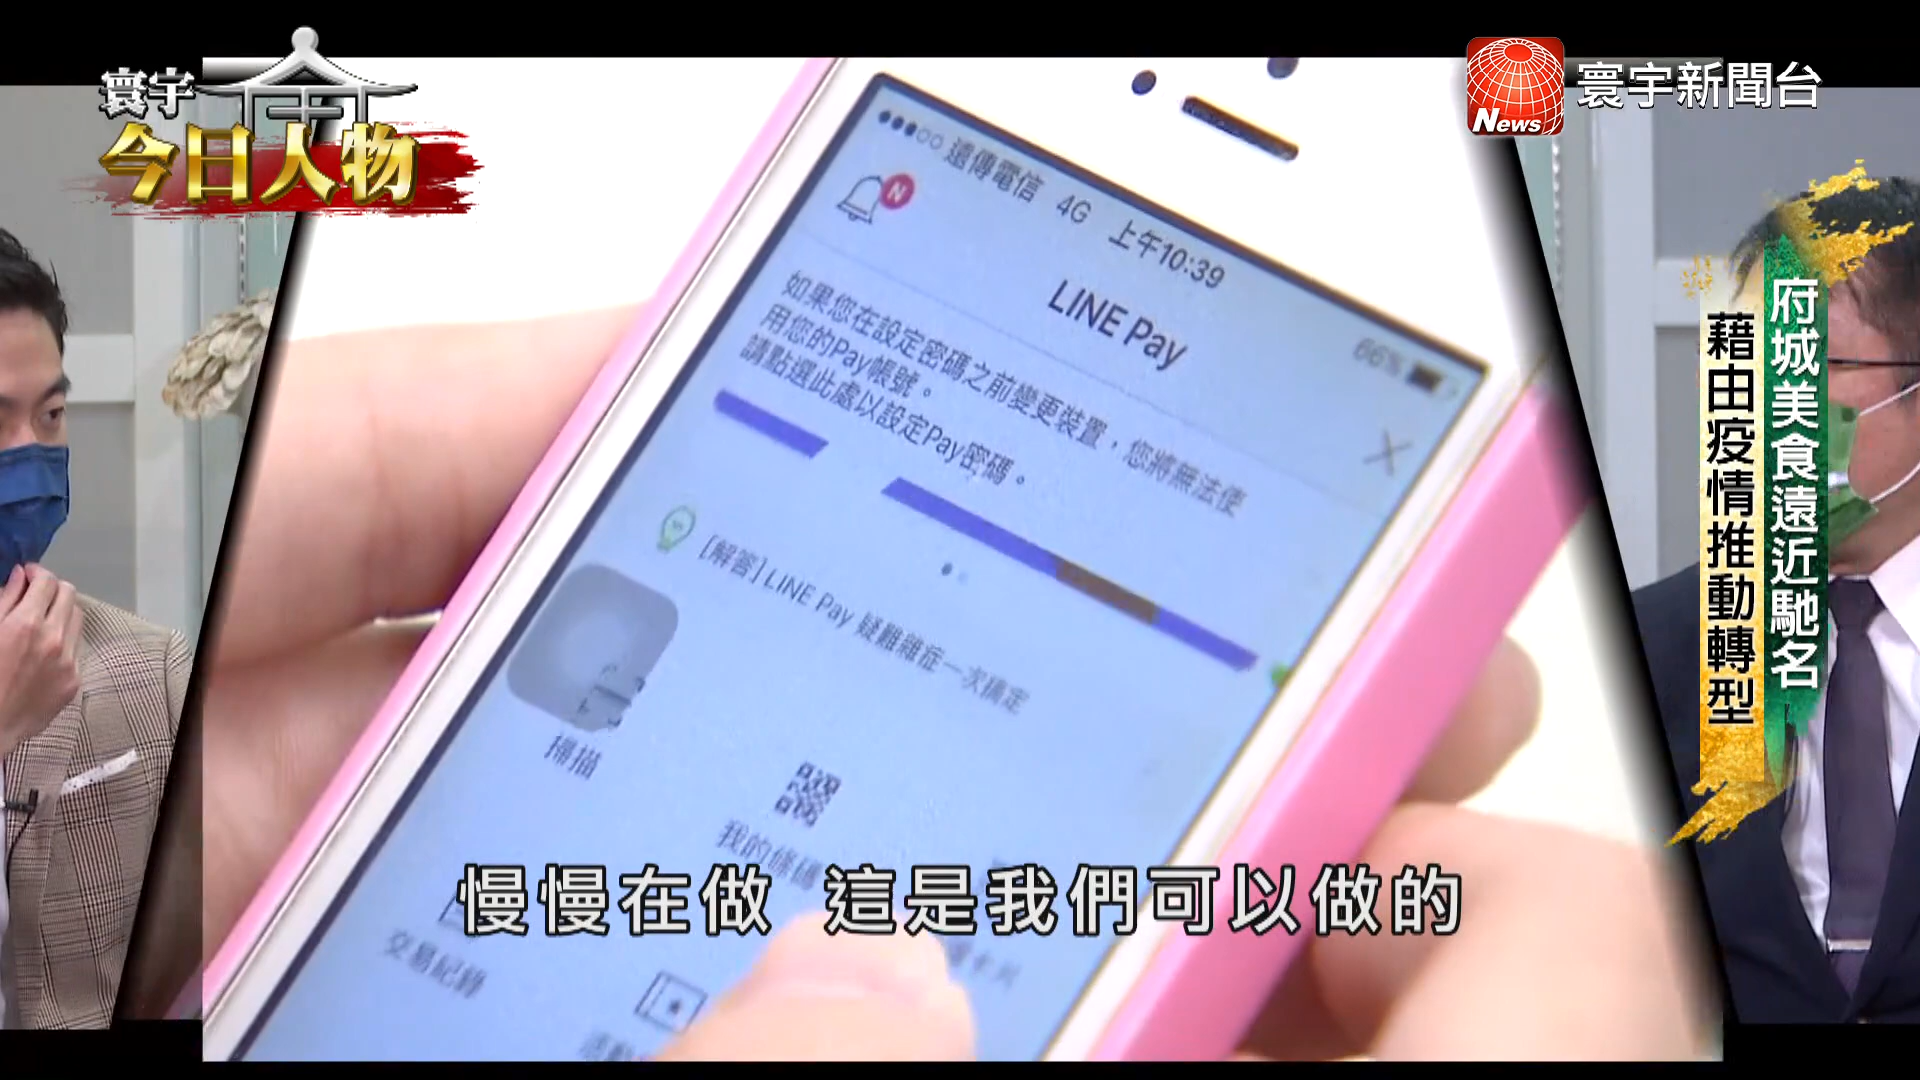 寰宇
今日人物
News
寰宇新聞台
府城美食遠近馳名
藉由疫情推動轉型
●●●○○ 遠傳電信 4G 上午10:39
66%
N
LINE Pay
如果您在設定密碼之前變更裝置，您將無法使
用您的Pay帳號。
請點選此處以設定Pay密碼。
[解答] LINE Pay 疑難雜症一次搞定
掃描
我的條碼
交易紀錄
慢慢在做 這是我們可以做的